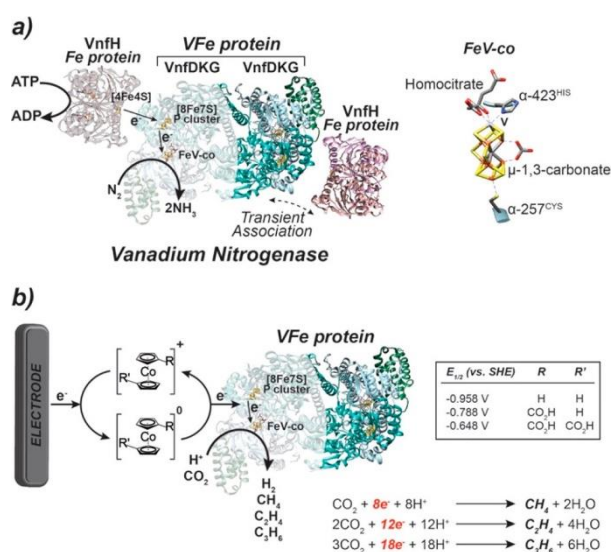 a)
VnfH
Fe protein
VFe protein
VnfDKG VnfDKG
ATP
ADP
[4Fe4S]
e-
[8Fe7S]
P cluster
e-
FeV-co
N₂
2NH₃
VnfH
Fe protein
Transient
Association
Vanadium Nitrogenase
FeV-co
Homocitrate
α-423ᴴᴵˢ
V
μ-1,3-carbonate
α-257ᶜʸˢ
b)
VFe protein
ELECTRODE
e-
R' Co R +
R' Co R 0
e-
[8Fe7S]
P cluster
e-
FeV-co
H⁺
CO₂
H₂
CH₄
C₂H₄
C₃H₆
E₁/₂ (vs. SHE) R R'
-0.958 V H H
-0.788 V CO₂H H
-0.648 V CO₂H CO₂H
CO₂ + 8e⁻ + 8H⁺ → CH₄ + 2H₂O
2CO₂ + 12e⁻ + 12H⁺ → C₂H₄ + 4H₂O
3CO₂ + 18e⁻ + 18H⁺ → C₃H₆ + 6H₂O